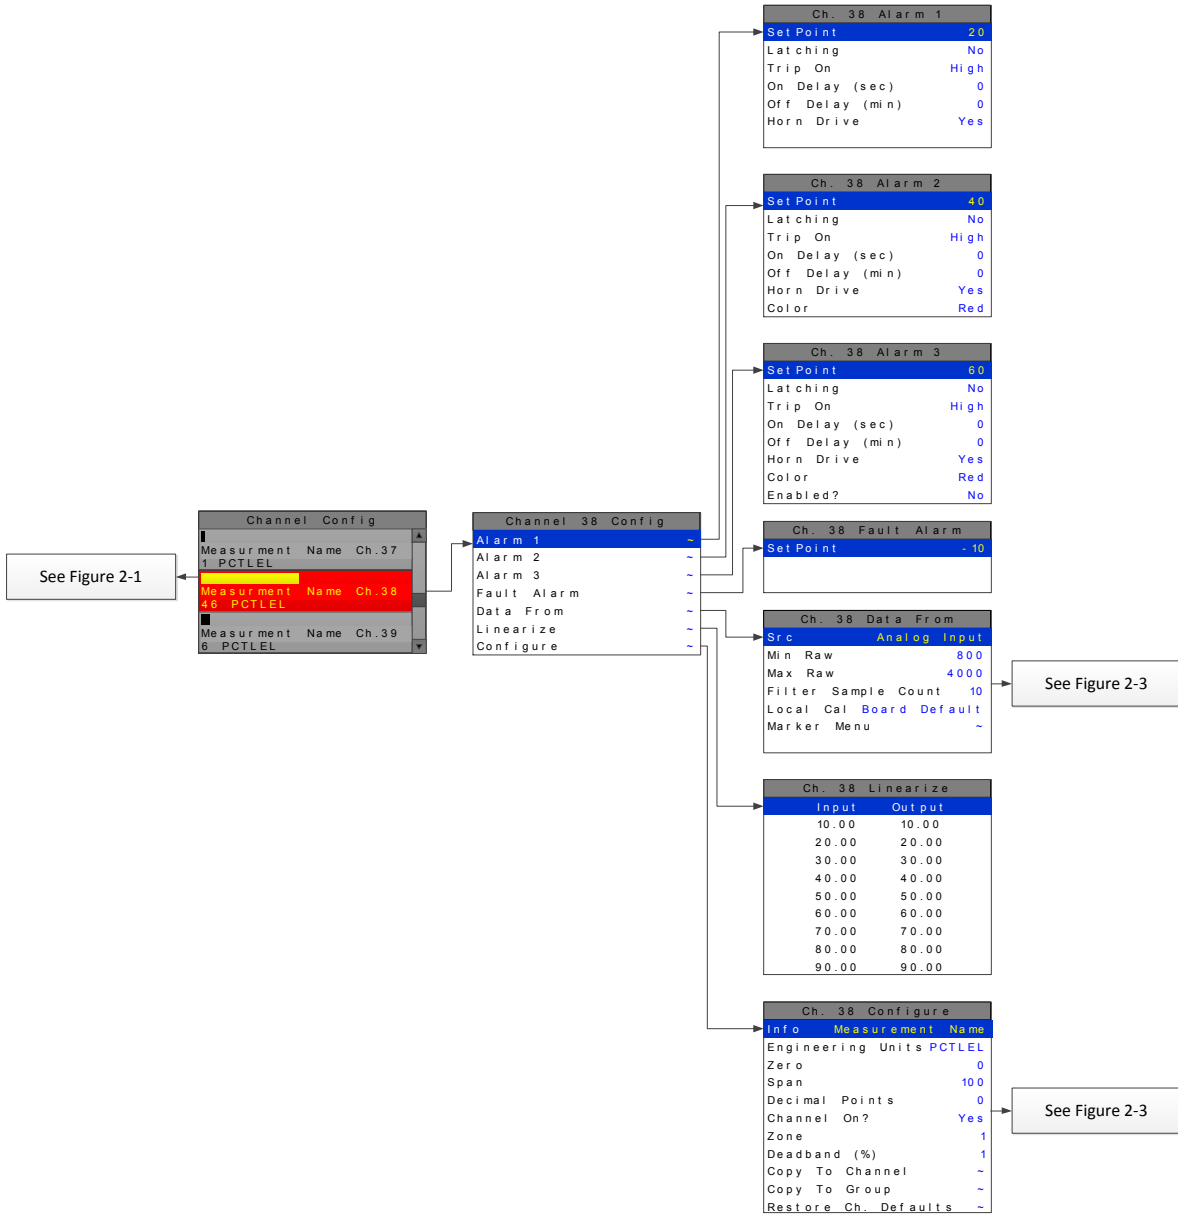 Ch. 38 Alarm 1
SetPoint 20
Latching No
Trip On High
On Delay (sec) 0
Off Delay (min) 0
Horn Drive Yes
Ch. 38 Alarm 2
SetPoint 40
Latching No
Trip On High
On Delay (sec) 0
Off Delay (min) 0
Horn Drive Yes
Color Red
Ch. 38 Alarm 3
SetPoint 60
Latching No
Trip On High
On Delay (sec) 0
Off Delay (min) 0
Horn Drive Yes
Color Red
Enabled? No
See Figure 2-1
Channel Config
Measurment Name Ch.37
1 PCTLEL
Measurment Name Ch.38
46 PCTLEL
Measurment Name Ch.39
6 PCTLEL
Channel 38 Config
Alarm 1 ~
Alarm 2 ~
Alarm 3 ~
Fault Alarm ~
Data From ~
Linearize ~
Configure ~
Ch. 38 Fault Alarm
SetPoint -10
Ch. 38 Data From
Src Analog Input
Min Raw 800
Max Raw 4000
Filter Sample Count 10
Local Cal Board Default
Marker Menu ~
See Figure 2-3
Ch. 38 Linearize
Input Output
10.00 10.00
20.00 20.00
30.00 30.00
40.00 40.00
50.00 50.00
60.00 60.00
70.00 70.00
80.00 80.00
90.00 90.00
Ch. 38 Configure
Info Measurement Name
Engineering Units PCTLEL
Zero 0
Span 100
Decimal Points 0
Channel On? Yes
Zone 1
Deadband (%) 1
Copy To Channel ~
Copy To Group ~
Restore Ch. Defaults ~
See Figure 2-3